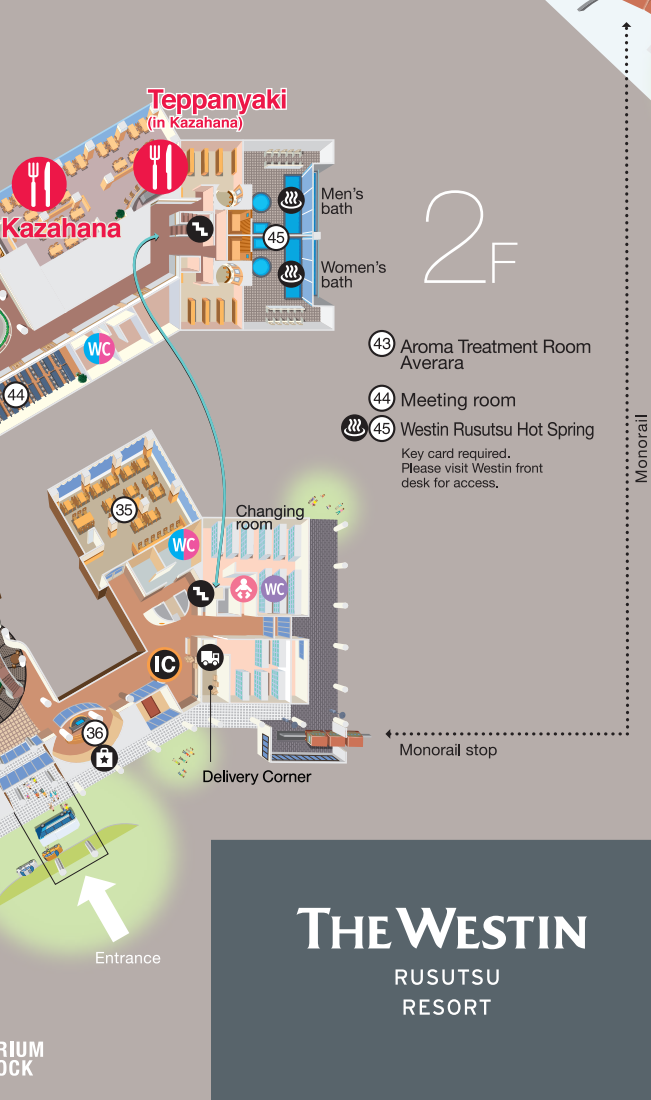 Teppanyaki
(in Kazahana)
Kazahana
Men's
bath
45
Women's
bath
2F
WC
44
43 Aroma Treatment Room
Averara
44 Meeting room
45 Westin Rusutsu Hot Spring
Key card required.
Please visit Westin front
desk for access.
Monorail
35
Changing
room
WC
WC
IC
36
Monorail stop
Delivery Corner
Entrance
THE WESTIN
RUSUTSU
RESORT
RIUM
OCK